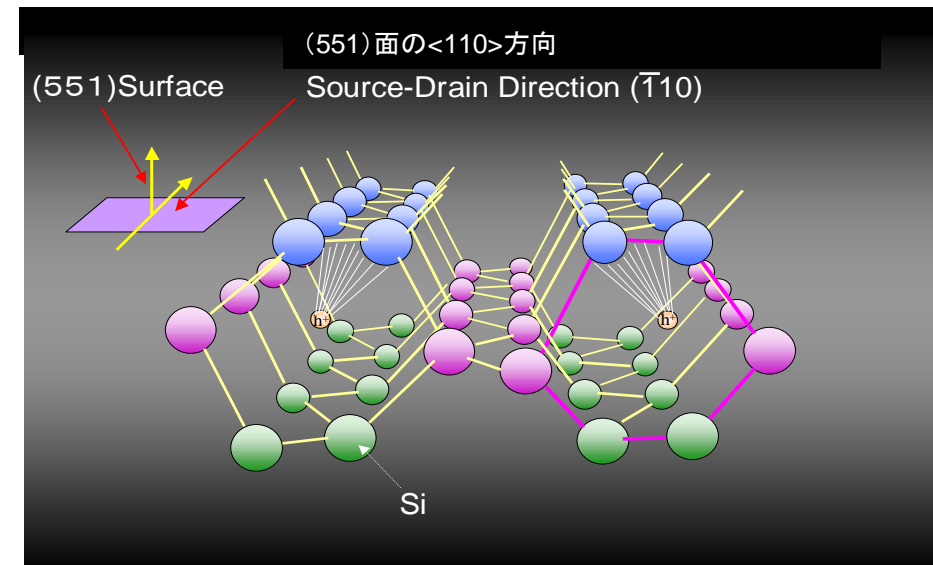 （551）面の<110>方向
(５５１)Surface
Source-Drain Direction (1̅10)
h⁺
h⁺
Si